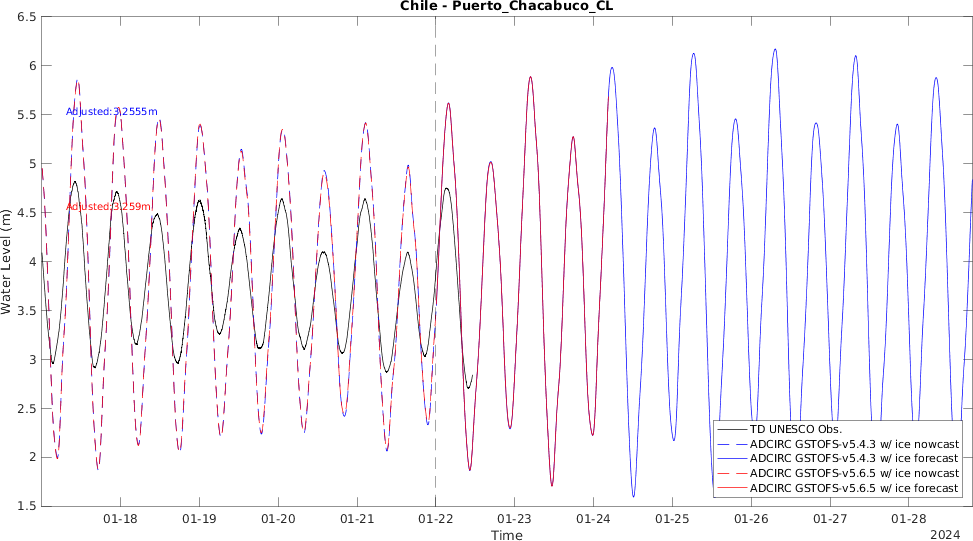 Chile - Puerto_Chacabuco_CL
6.5
6
5.5
5
4.5
4
3.5
3
2.5
2
1.5
Water Level (m)
Adjusted:3.2555m
Adjusted:3.259m
TD UNESCO Obs.
ADCIRC GSTOFS-v5.4.3 w/ ice nowcast
ADCIRC GSTOFS-v5.4.3 w/ ice forecast
ADCIRC GSTOFS-v5.6.5 w/ ice nowcast
ADCIRC GSTOFS-v5.6.5 w/ ice forecast
01-18 01-19 01-20 01-21 01-22 01-23 01-24 01-25 01-26 01-27 01-28
Time
2024